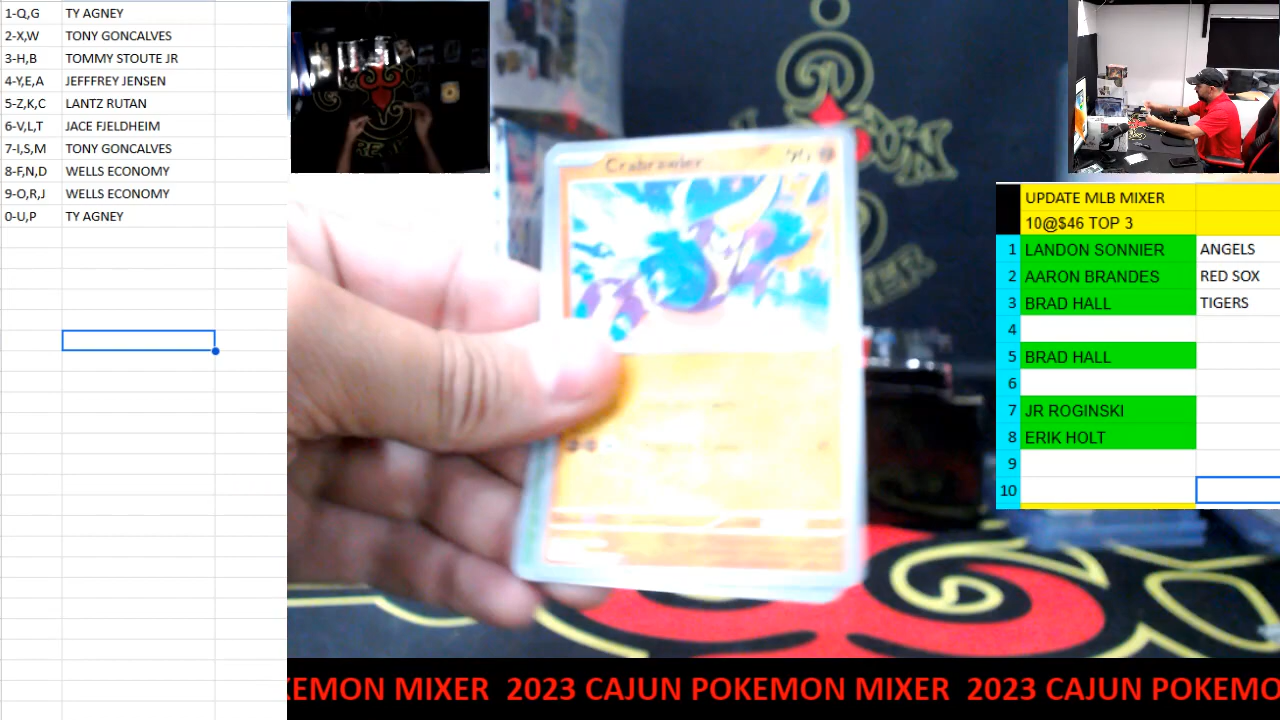 1-Q,G TY AGNEY
2-X,W TONY GONCALVES
3-H,B TOMMY STOUTE JR
4-Y,E,A JEFFFREY JENSEN
5-Z,K,C LANTZ RUTAN
6-V,L,T JACE FJELDHEIM
7-I,S,M TONY GONCALVES
8-F,N,D WELLS ECONOMY
9-O,R,J WELLS ECONOMY
0-U,P TY AGNEY
Crabrawler
UPDATE MLB MIXER
10@$46 TOP 3
1 LANDON SONNIER ANGELS
2 AARON BRANDES RED SOX
3 BRAD HALL TIGERS
4
5 BRAD HALL
6
7 JR ROGINSKI
8 ERIK HOLT
9
10
KEMON MIXER 2023 CAJUN POKEMON MIXER 2023 CAJUN POKEMO